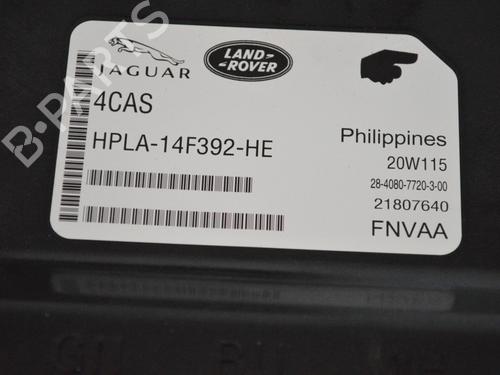 JAGUAR
LAND-
-ROVER
4CAS
HPLA-14F392-HE
Philippines
20W115
28-4080-7720-3-00
21807640
FNVAA
B-PARTS